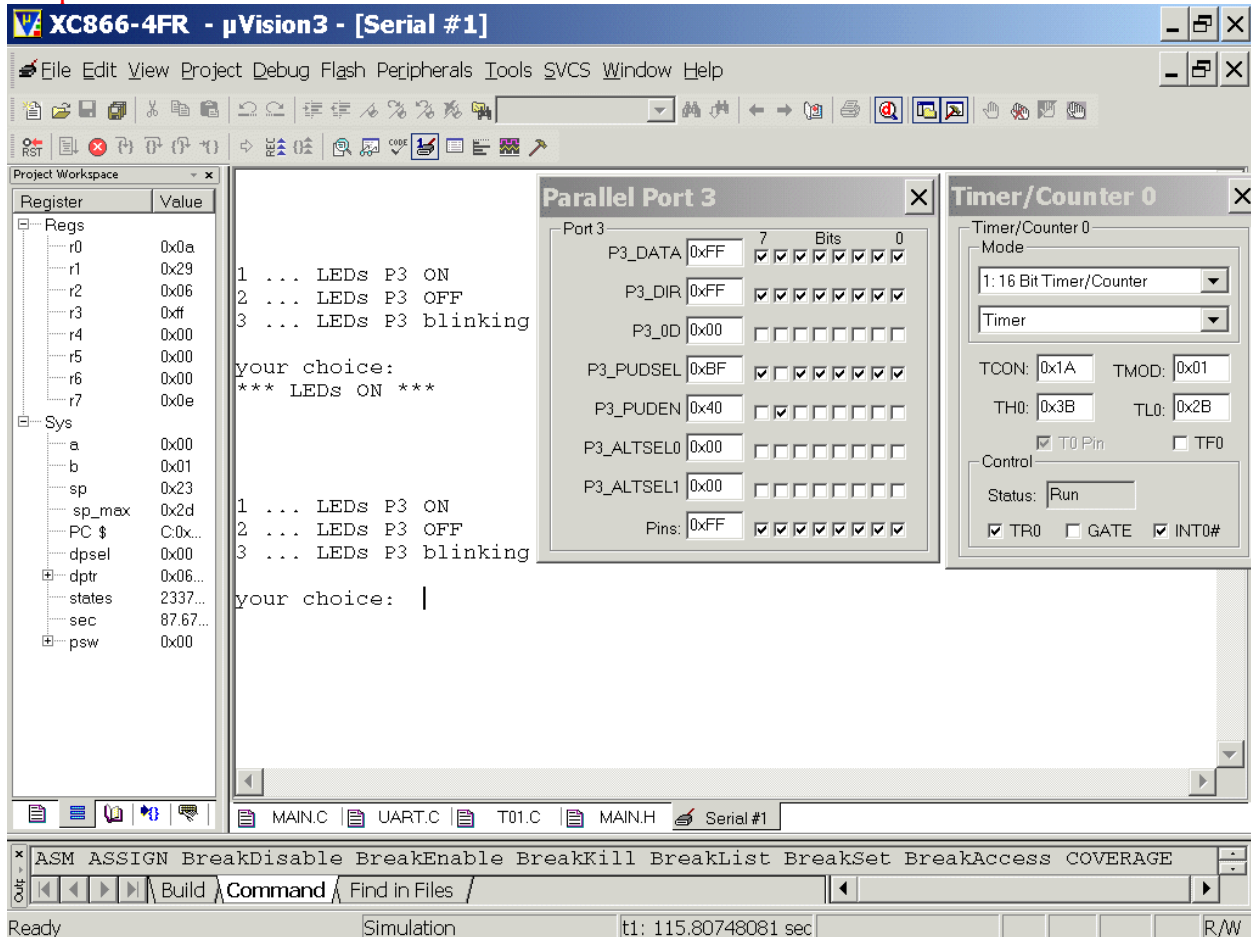 XC866-4FR - µVision3 - [Serial #1]
File Edit View Project Debug Flash Peripherals Tools SVCS Window Help
RST
CODE
Project Workspace
Register Value
Regs
r0 0x0a
r1 0x29
r2 0x06
r3 0xff
r4 0x00
r5 0x00
r6 0x00
r7 0x0e
Sys
a 0x00
b 0x01
sp 0x23
sp_max 0x2d
PC $ C:0x...
dpsel 0x00
dptr 0x06...
states 2337...
sec 87.67...
psw 0x00
1 ... LEDs P3 ON
2 ... LEDs P3 OFF
3 ... LEDs P3 blinking
your choice:
*** LEDs ON ***
1 ... LEDs P3 ON
2 ... LEDs P3 OFF
3 ... LEDs P3 blinking
your choice:
Parallel Port 3
Port 3
7 Bits 0
P3_DATA 0xFF
P3_DIR 0xFF
P3_0D 0x00
P3_PUDSEL 0xBF
P3_PUDEN 0x40
P3_ALTSEL0 0x00
P3_ALTSEL1 0x00
Pins: 0xFF
Timer/Counter 0
Timer/Counter 0
Mode
1: 16 Bit Timer/Counter
Timer
TCON: 0x1A TMOD: 0x01
TH0: 0x3B TL0: 0x2B
T0 Pin TF0
Control
Status: Run
TR0 GATE INT0#
MAIN.C UART.C T01.C MAIN.H Serial #1
ASM ASSIGN BreakDisable BreakEnable BreakKill BreakList BreakSet BreakAccess COVERAGE
Build Command Find in Files
Ready Simulation t1: 115.80748081 sec R/W